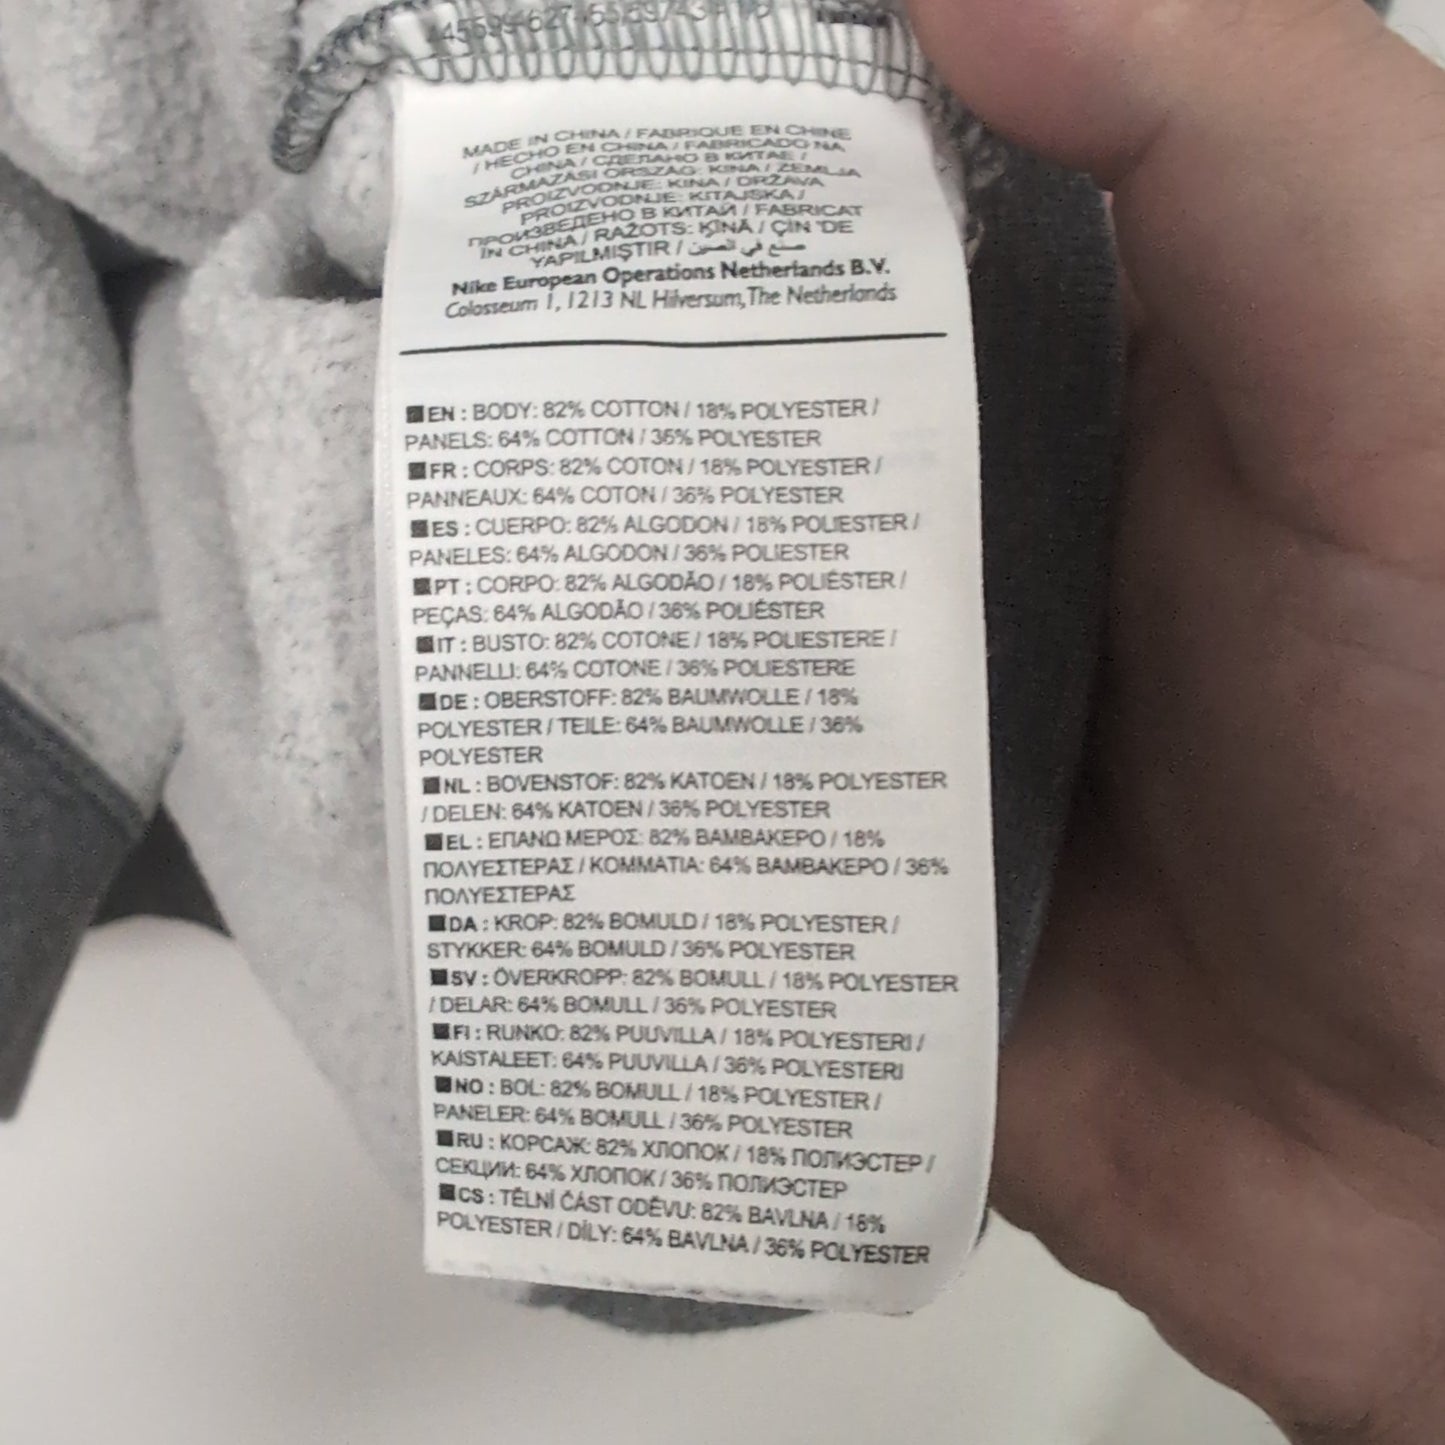 MADE IN CHINA / FABRIQUE EN CHINE
/ HECHO EN CHINA / FABRICADO NA
CHINA / СДЕЛАНО В КИТАЕ /
SZÁRMAZÁSI ORSZÁG: KÍNA / ZEMLJA
PROIZVODNJE: KINA / DRŽAVA
PROIZVODNJE: KITAJSKA /
ПРОИЗВЕДЕНО В КИТАЙ / FABRICAT
ÎN CHINA / RAŽOTS: ĶĪNĀ / ÇİN 'DE
YAPILMIŞTIR / صنع في الصين
Nike European Operations Netherlands B.V.
Colosseum 1, 1213 NL Hilversum, The Netherlands
EN : BODY: 82% COTTON / 18% POLYESTER /
PANELS: 64% COTTON / 36% POLYESTER
FR : CORPS: 82% COTON / 18% POLYESTER /
PANNEAUX: 64% COTON / 36% POLYESTER
ES : CUERPO: 82% ALGODON / 18% POLIESTER /
PANELES: 64% ALGODON / 36% POLIESTER
PT : CORPO: 82% ALGODÃO / 18% POLIÉSTER /
PEÇAS: 64% ALGODÃO / 36% POLIÉSTER
IT : BUSTO: 82% COTONE / 18% POLIESTERE /
PANNELLI: 64% COTONE / 36% POLIESTERE
DE : OBERSTOFF: 82% BAUMWOLLE / 18%
POLYESTER / TEILE: 64% BAUMWOLLE / 36%
POLYESTER
NL : BOVENSTOF: 82% KATOEN / 18% POLYESTER
/ DELEN: 64% KATOEN / 36% POLYESTER
EL : ΕΠΑΝΩ ΜΕΡΟΣ: 82% ΒΑΜΒΑΚΕΡΟ / 18%
ΠΟΛΥΕΣΤΕΡΑΣ / ΚΟΜΜΑΤΙΑ: 64% ΒΑΜΒΑΚΕΡΟ / 36%
ΠΟΛΥΕΣΤΕΡΑΣ
DA : KROP: 82% BOMULD / 18% POLYESTER /
STYKKER: 64% BOMULD / 36% POLYESTER
SV : ÖVERKROPP: 82% BOMULL / 18% POLYESTER
/ DELAR: 64% BOMULL / 36% POLYESTER
FI : RUNKO: 82% PUUVILLA / 18% POLYESTERI /
KAISTALEET: 64% PUUVILLA / 36% POLYESTERI
NO : BOL: 82% BOMULL / 18% POLYESTER /
PANELER: 64% BOMULL / 36% POLYESTER
RU : КОРСАЖ: 82% ХЛОПОК / 18% ПОЛИЭСТЕР /
СЕКЦИИ: 64% ХЛОПОК / 36% ПОЛИЭСТЕР
CS : TĚLNÍ ČÁST ODĚVU: 82% BAVLNA / 18%
POLYESTER / DÍLY: 64% BAVLNA / 36% POLYESTER